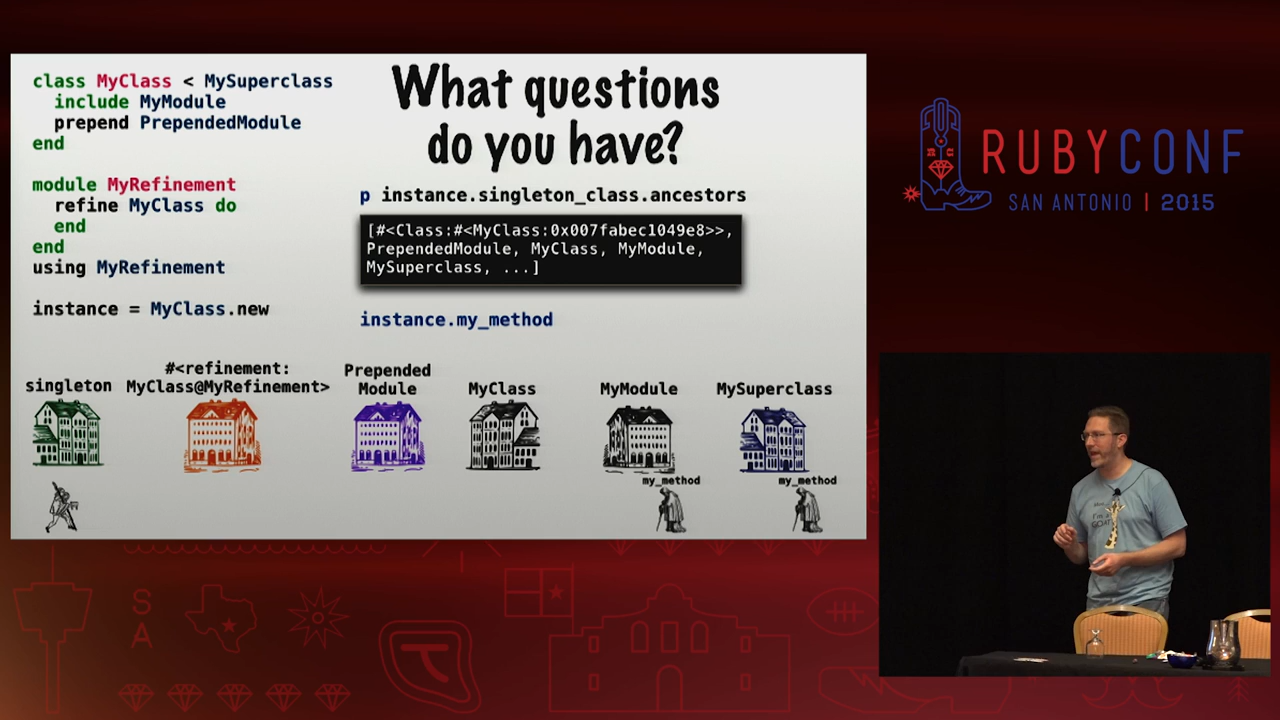 class MyClass < MySuperclass
  include MyModule
  prepend PrependedModule
end
module MyRefinement
  refine MyClass do
  end
end
using MyRefinement
instance = MyClass.new
What questions
do you have?
p instance.singleton_class.ancestors
[#<Class:#<MyClass:0x007fabec1049e8>>,
PrependedModule, MyClass, MyModule,
MySuperclass, ...]
instance.my_method
singleton
#<refinement:
MyClass@MyRefinement>
Prepended
Module
MyClass
MyModule
MySuperclass
my_method
my_method
RUBYCONF
SAN ANTONIO | 2015
I'm a
GOAT
S
A